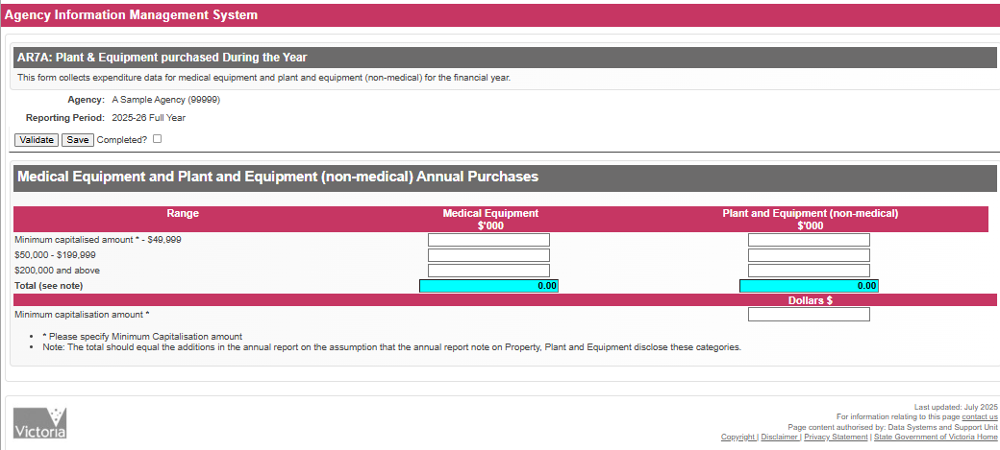 Agency Information Management System
AR7A: Plant & Equipment purchased During the Year
This form collects expenditure data for medical equipment and plant and equipment (non-medical) for the financial year.
Agency: A Sample Agency (99999)
Reporting Period: 2025-26 Full Year
Validate Save Completed?
Medical Equipment and Plant and Equipment (non-medical) Annual Purchases
Range Medical Equipment Plant and Equipment (non-medical)
$'000 $'000
Minimum capitalised amount * - $49,999
$50,000 - $199,999
$200,000 and above
Total (see note) 0.00 0.00
Dollars $
Minimum capitalisation amount *
• * Please specify Minimum Capitalisation amount
• Note: The total should equal the additions in the annual report on the assumption that the annual report note on Property, Plant and Equipment disclose these categories.
Victoria
Last updated: July 2025
For information relating to this page contact us
Page content authorised by: Data Systems and Support Unit
Copyright | Disclaimer | Privacy Statement | State Government of Victoria Home